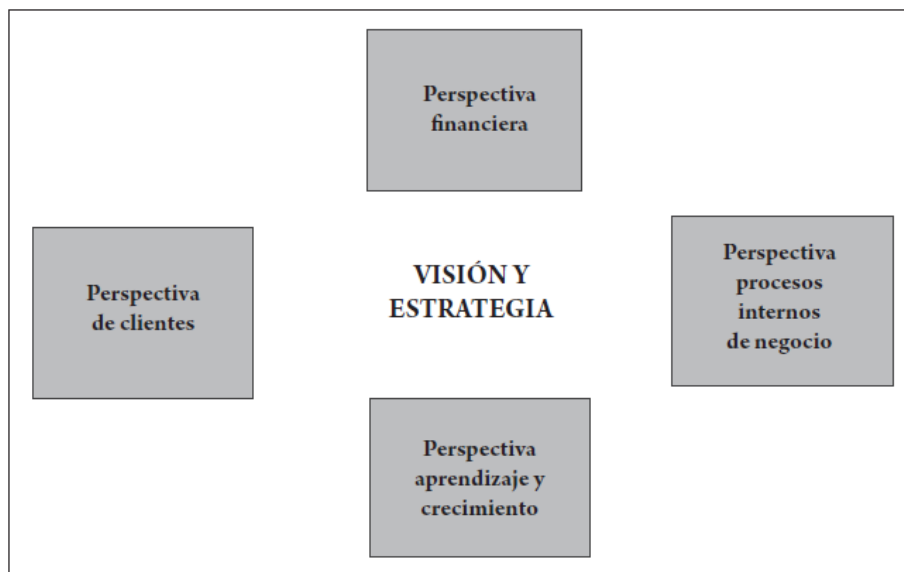 Perspectiva
financiera
Perspectiva
de clientes
VISIÓN Y
ESTRATEGIA
Perspectiva
procesos
internos
de negocio
Perspectiva
aprendizaje y
crecimiento